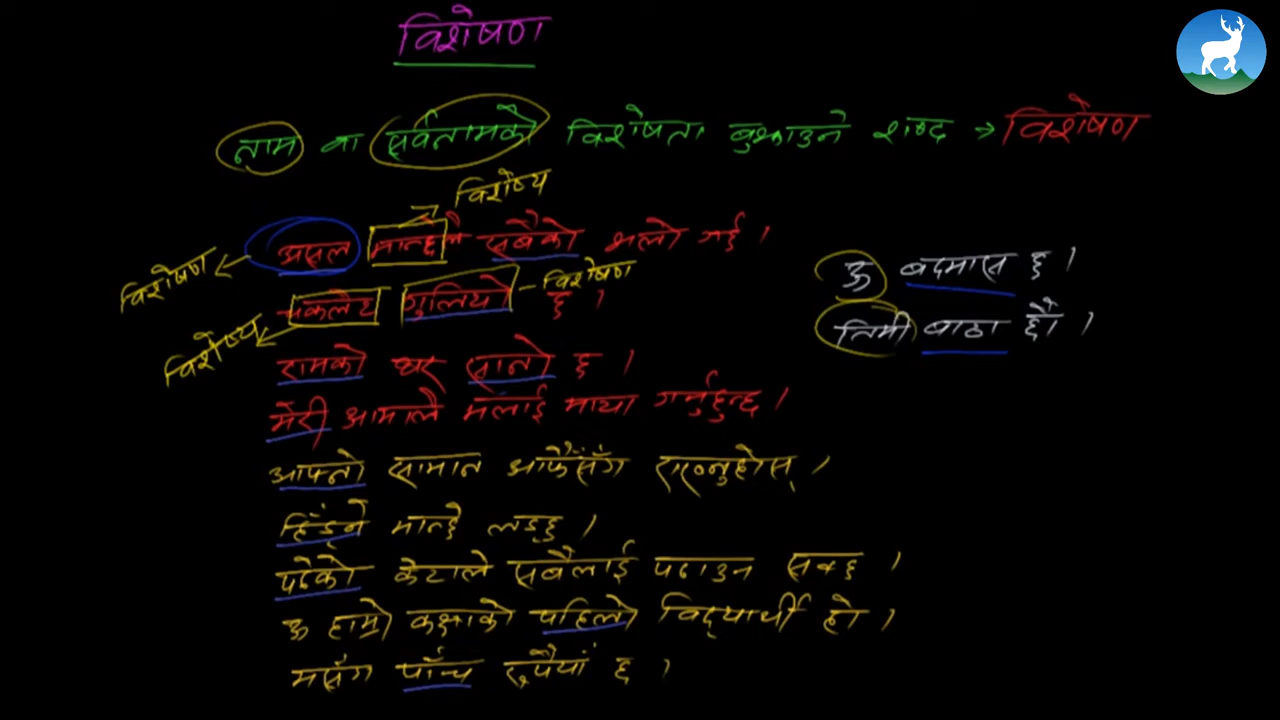 विशेषण
नाम वा सर्वनामको विशेषता बुझाउने शब्द → विशेषण
विशेष्य
असल मान्छेले सबैको भलो गर्छ ।
विशेषण
चकलेट गुलियो छ ।
विशेषण
विशेष्य
रामको घर सानो छ ।
मेरी आमाले मलाई माया गर्नुहुन्छ ।
आफ्नो सामान आफैसँग राख्नुहोस् ।
हिँड्ने मान्छे लड्छ ।
पढेको केटाले सबैलाई पढाउन सक्छ ।
ऊ हाम्रो कक्षाको पहिलो विद्यार्थी हो ।
मसँग पाँच रुपैयाँ छ ।
ऊ बदमास छ ।
तिमी बाठा छौ ।